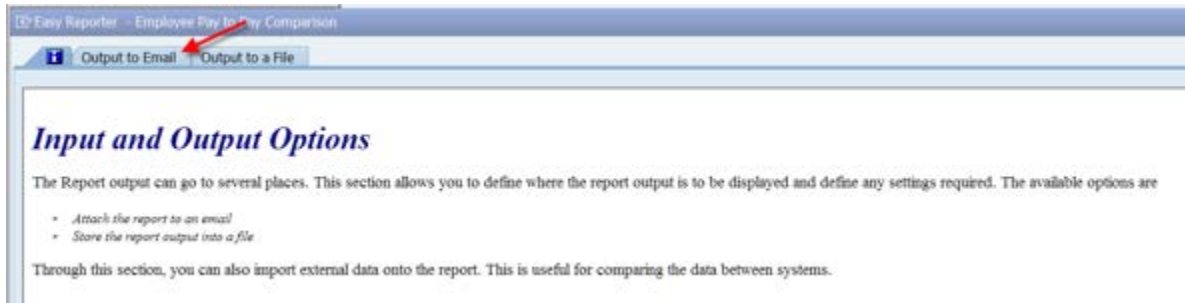 Easy Reporter - Employee Pay to Pay Comparison
Output to Email Output to a File
Input and Output Options
The Report output can go to several places. This section allows you to define where the report output is to be displayed and define any settings required. The available options are
Attach the report to an email
Store the report output into a file
Through this section, you can also import external data onto the report. This is useful for comparing the data between systems.